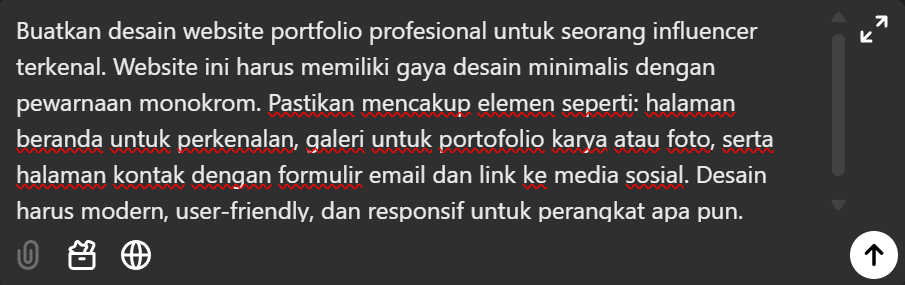 Buatkan desain website portfolio profesional untuk seorang influencer
terkenal. Website ini harus memiliki gaya desain minimalis dengan
pewarnaan monokrom. Pastikan mencakup elemen seperti: halaman
beranda untuk perkenalan, galeri untuk portofolio karya atau foto, serta
halaman kontak dengan formulir email dan link ke media sosial. Desain
harus modern, user-friendly, dan responsif untuk perangkat apa pun.